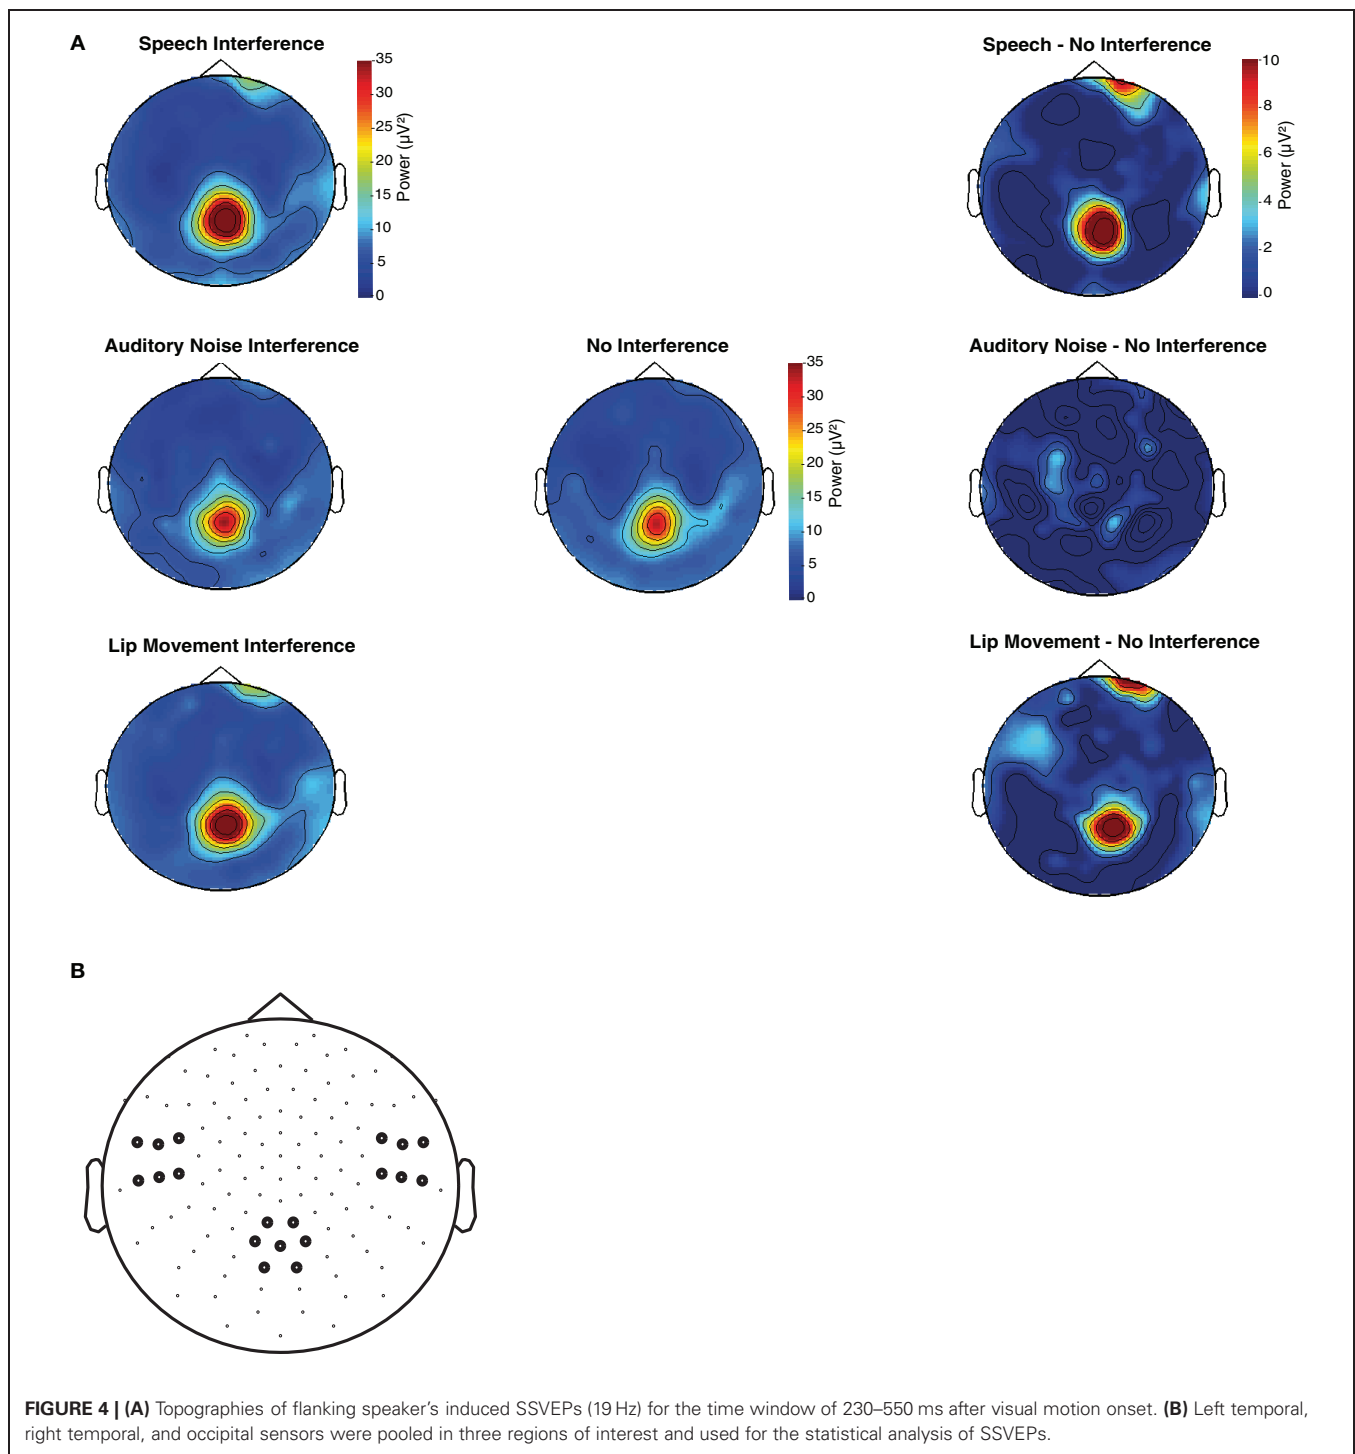 A
Speech Interference
Speech - No Interference
35
30
25
20
15
10
5
0
Power (µV²)
10
8
6
4
2
0
Power (µV²)
Auditory Noise Interference
No Interference
Auditory Noise - No Interference
35
30
25
20
15
10
5
0
Power (µV²)
Lip Movement Interference
Lip Movement - No Interference
B
FIGURE 4 | (A) Topographies of flanking speaker's induced SSVEPs (19 Hz) for the time window of 230–550 ms after visual motion onset. (B) Left temporal,
right temporal, and occipital sensors were pooled in three regions of interest and used for the statistical analysis of SSVEPs.